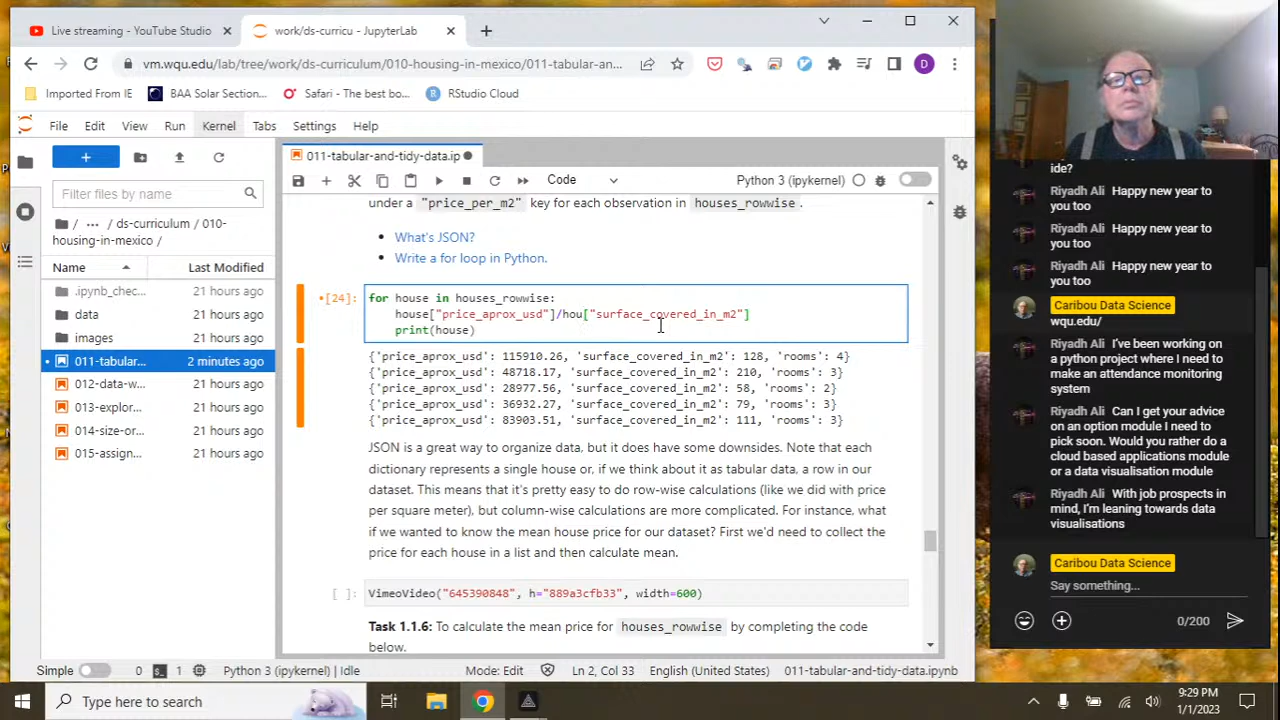 Live streaming - YouTube Studio
work/ds-curricu - JupyterLab
vm.wqu.edu/lab/tree/work/ds-curriculum/010-housing-in-mexico/011-tabular-an...
D
Imported From IE
BAA Solar Section...
Safari - The best bo...
RStudio Cloud
File Edit View Run Kernel Tabs Settings Help
Filter files by name
/ ... / ds-curriculum / 010-
housing-in-mexico /
Name Last Modified
.ipynb_chec... 21 hours ago
data 21 hours ago
images 21 hours ago
011-tabular... 2 minutes ago
012-data-w... 21 hours ago
013-explor... 21 hours ago
014-size-or... 21 hours ago
015-assign... 21 hours ago
011-tabular-and-tidy-data.ip
Code
Python 3 (ipykernel)
under a "price_per_m2" key for each observation in houses_rowwise.
What's JSON?
Write a for loop in Python.
[24]:
for house in houses_rowwise:
house["price_aprox_usd"]/hou["surface_covered_in_m2"]
print(house)
{'price_aprox_usd': 115910.26, 'surface_covered_in_m2': 128, 'rooms': 4}
{'price_aprox_usd': 48718.17, 'surface_covered_in_m2': 210, 'rooms': 3}
{'price_aprox_usd': 28977.56, 'surface_covered_in_m2': 58, 'rooms': 2}
{'price_aprox_usd': 36932.27, 'surface_covered_in_m2': 79, 'rooms': 3}
{'price_aprox_usd': 83903.51, 'surface_covered_in_m2': 111, 'rooms': 3}
JSON is a great way to organize data, but it does have some downsides. Note that each
dictionary represents a single house or, if we think about it as tabular data, a row in our
dataset. This means that it's pretty easy to do row-wise calculations (like we did with price
per square meter), but column-wise calculations are more complicated. For instance, what
if we wanted to know the mean house price for our dataset? First we'd need to collect the
price for each house in a list and then calculate mean.
[ ]: VimeoVideo("645390848", h="889a3cfb33", width=600)
Task 1.1.6: To calculate the mean price for houses_rowwise by completing the code
below.
Simple 0 1 Python 3 (ipykernel) | Idle Mode: Edit Ln 2, Col 33 English (United States) 011-tabular-and-tidy-data.ipynb
ide?
Riyadh Ali Happy new year to
you too
Riyadh Ali Happy new year to
you too
Riyadh Ali Happy new year to
you too
Caribou Data Science
wqu.edu/
Riyadh Ali I've been working on
a python project where I need to
make an attendance monitoring
system
Riyadh Ali Can I get your advice
on an option module I need to
pick soon. Would you rather do a
cloud based applications module
or a data visualisation module
Riyadh Ali With job prospects in
mind, I'm leaning towards data
visualisations
Caribou Data Science
Say something...
0/200
Type here to search
9:29 PM
1/1/2023